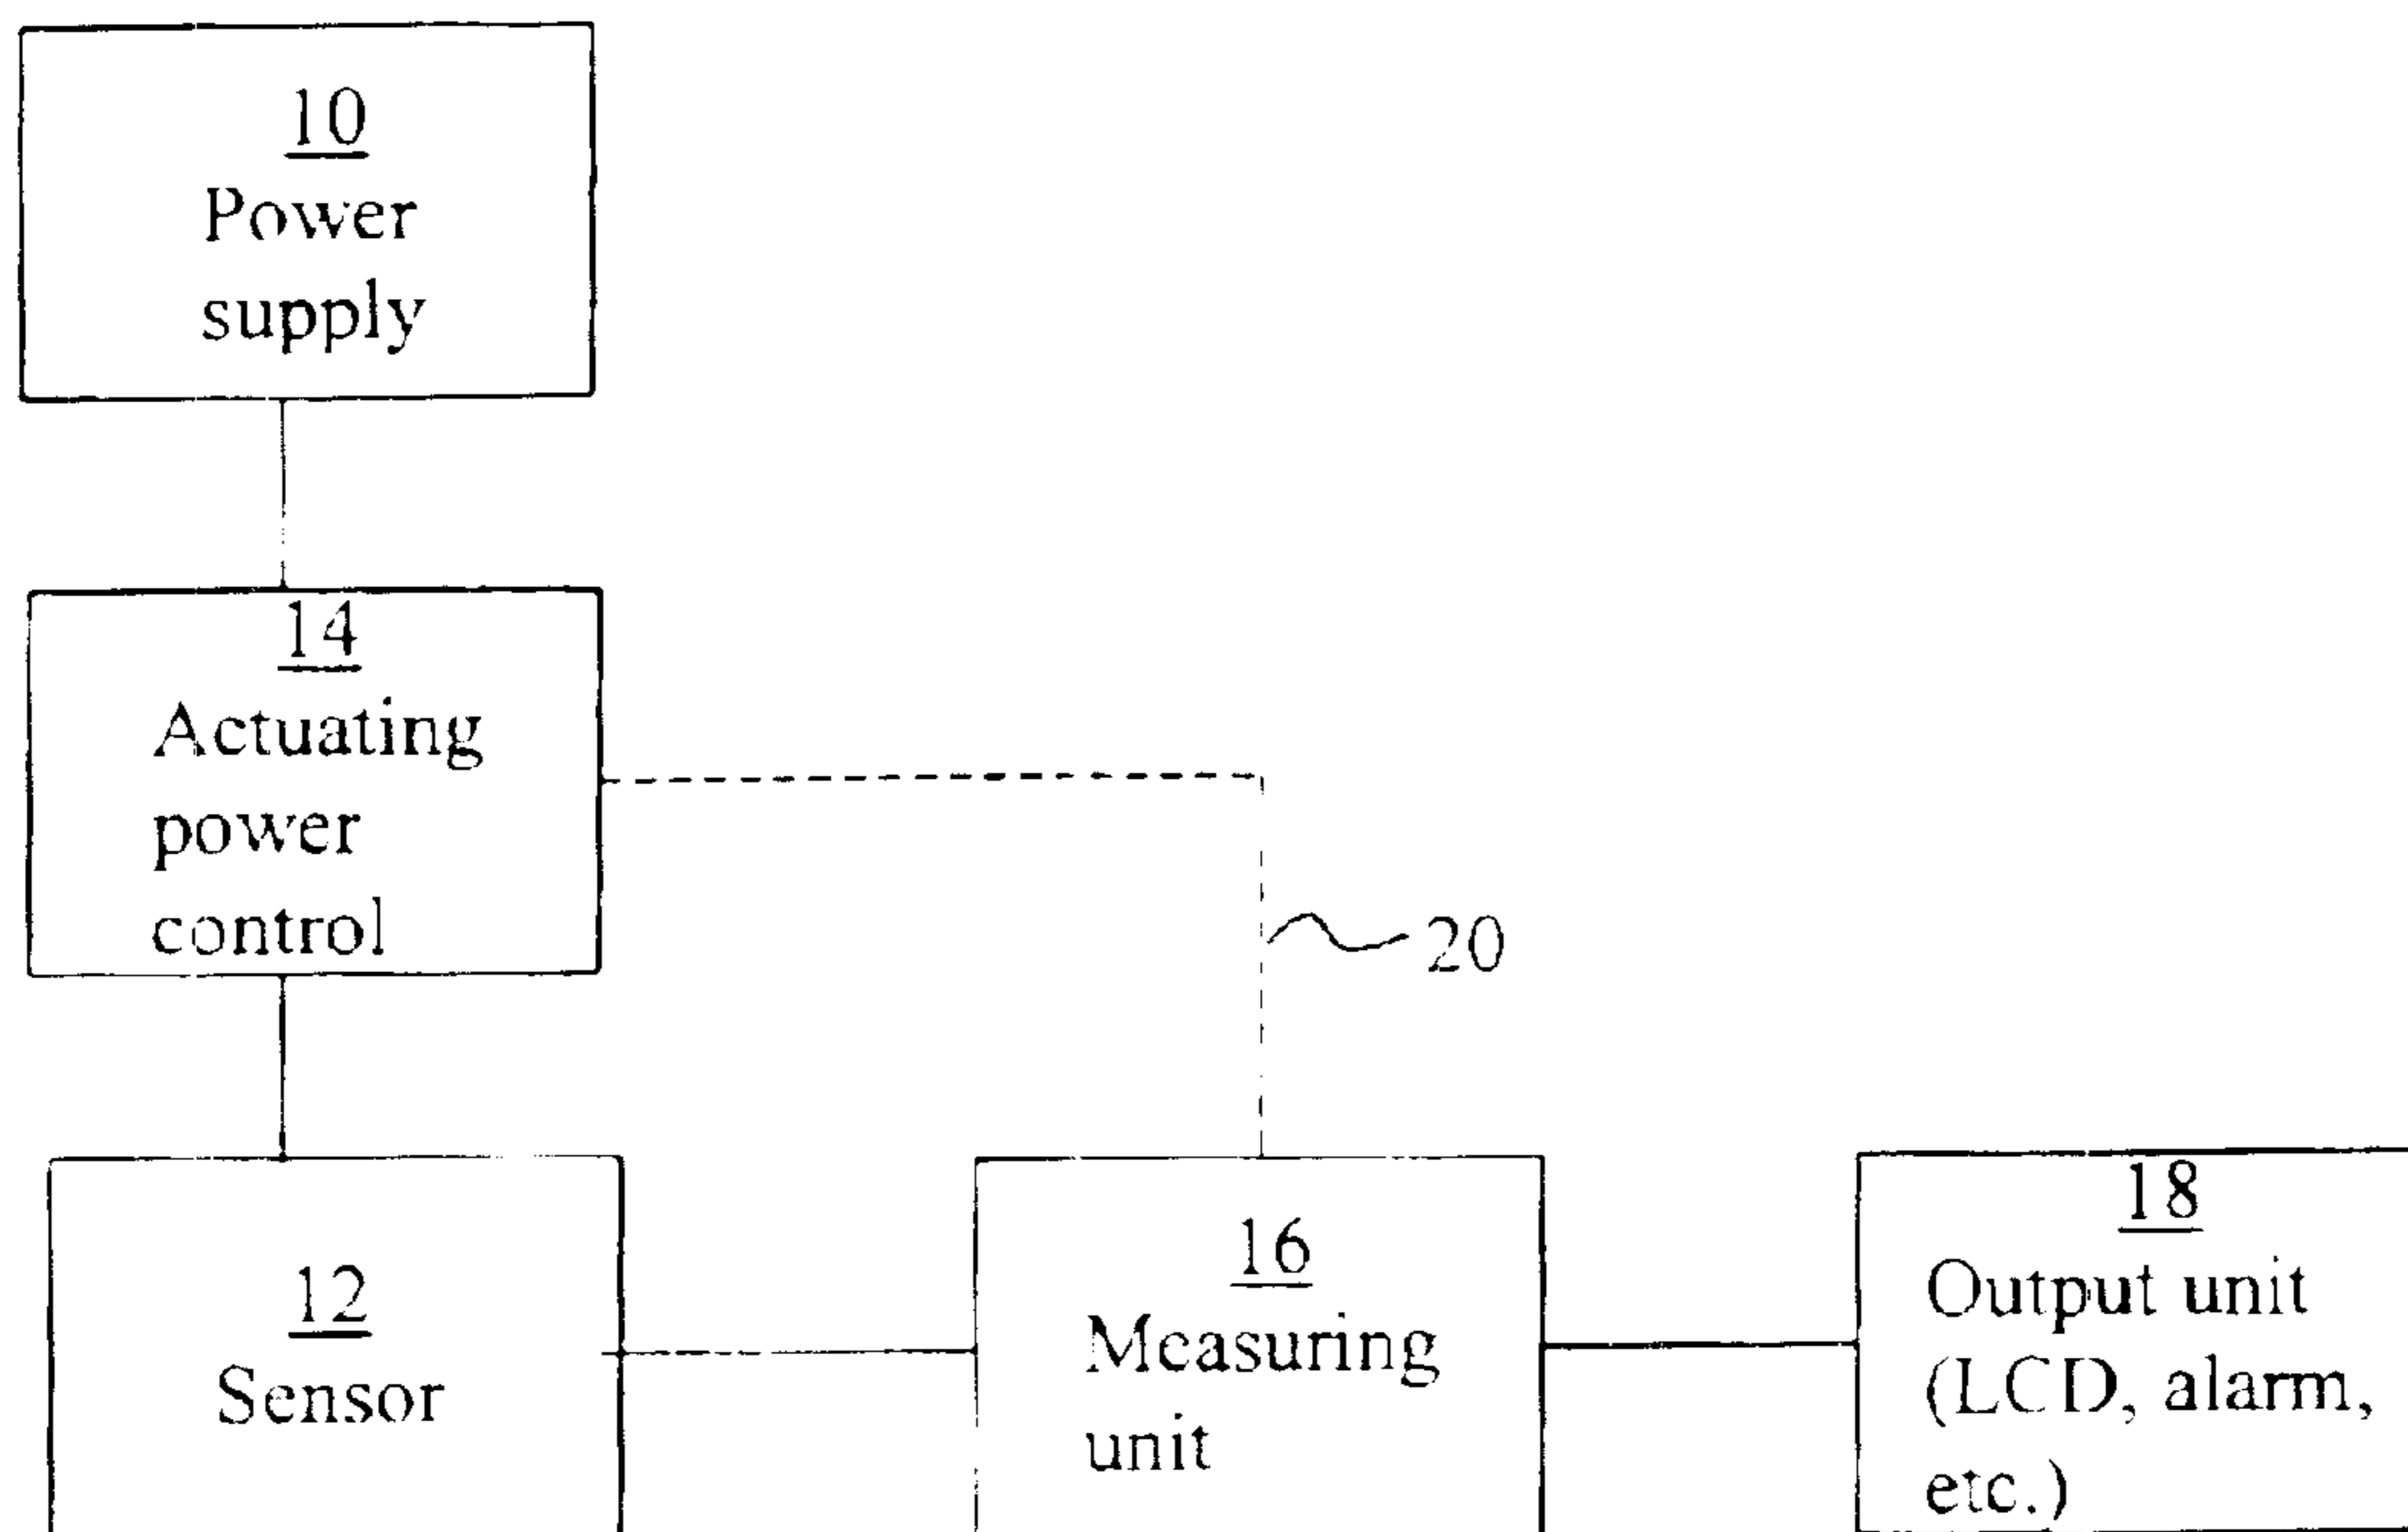 10
Power
supply
14
Actuating
power
control
20
12
Sensor
16
Measuring
unit
18
Output unit
(LCD, alarm,
etc.)